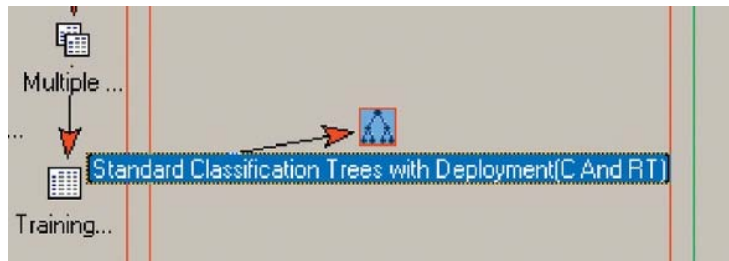 Multiple ...
...
Standard Classification Trees with Deployment(C And RT)
Training...